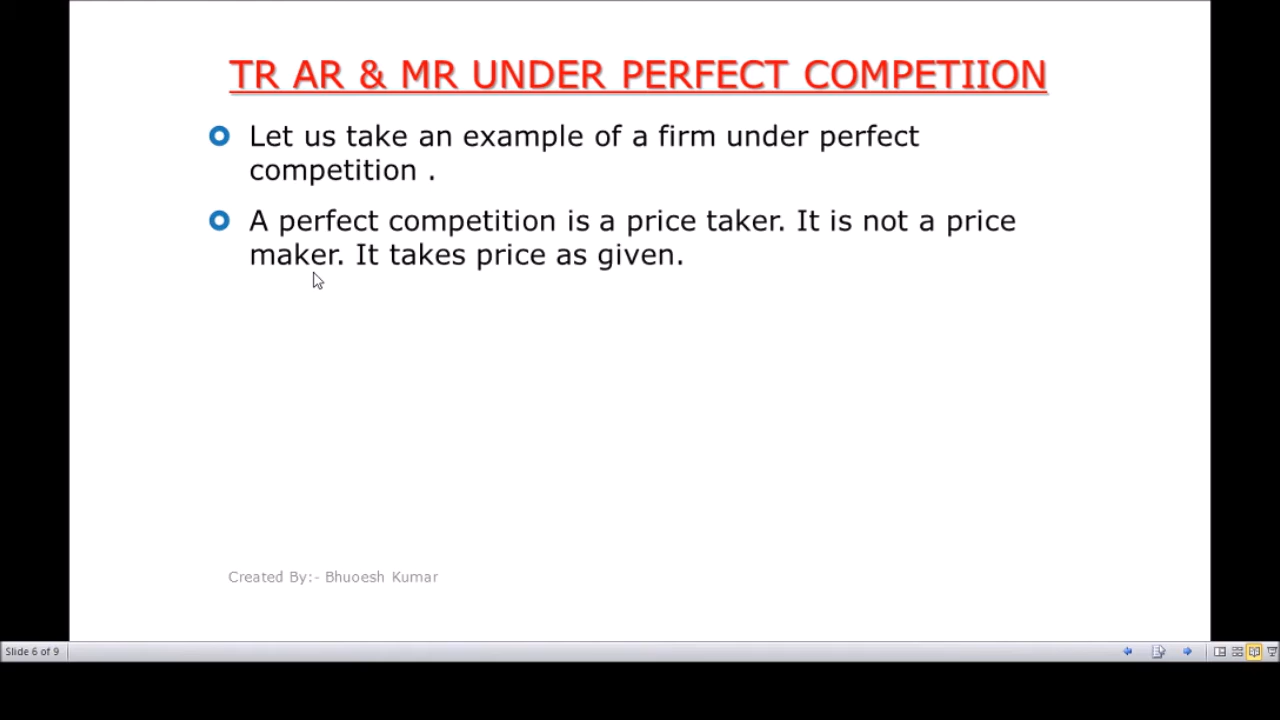 TR AR & MR UNDER PERFECT COMPETIION
Let us take an example of a firm under perfect
competition .
A perfect competition is a price taker. It is not a price
maker. It takes price as given.
Created By:- Bhuoesh Kumar
Slide 6 of 9